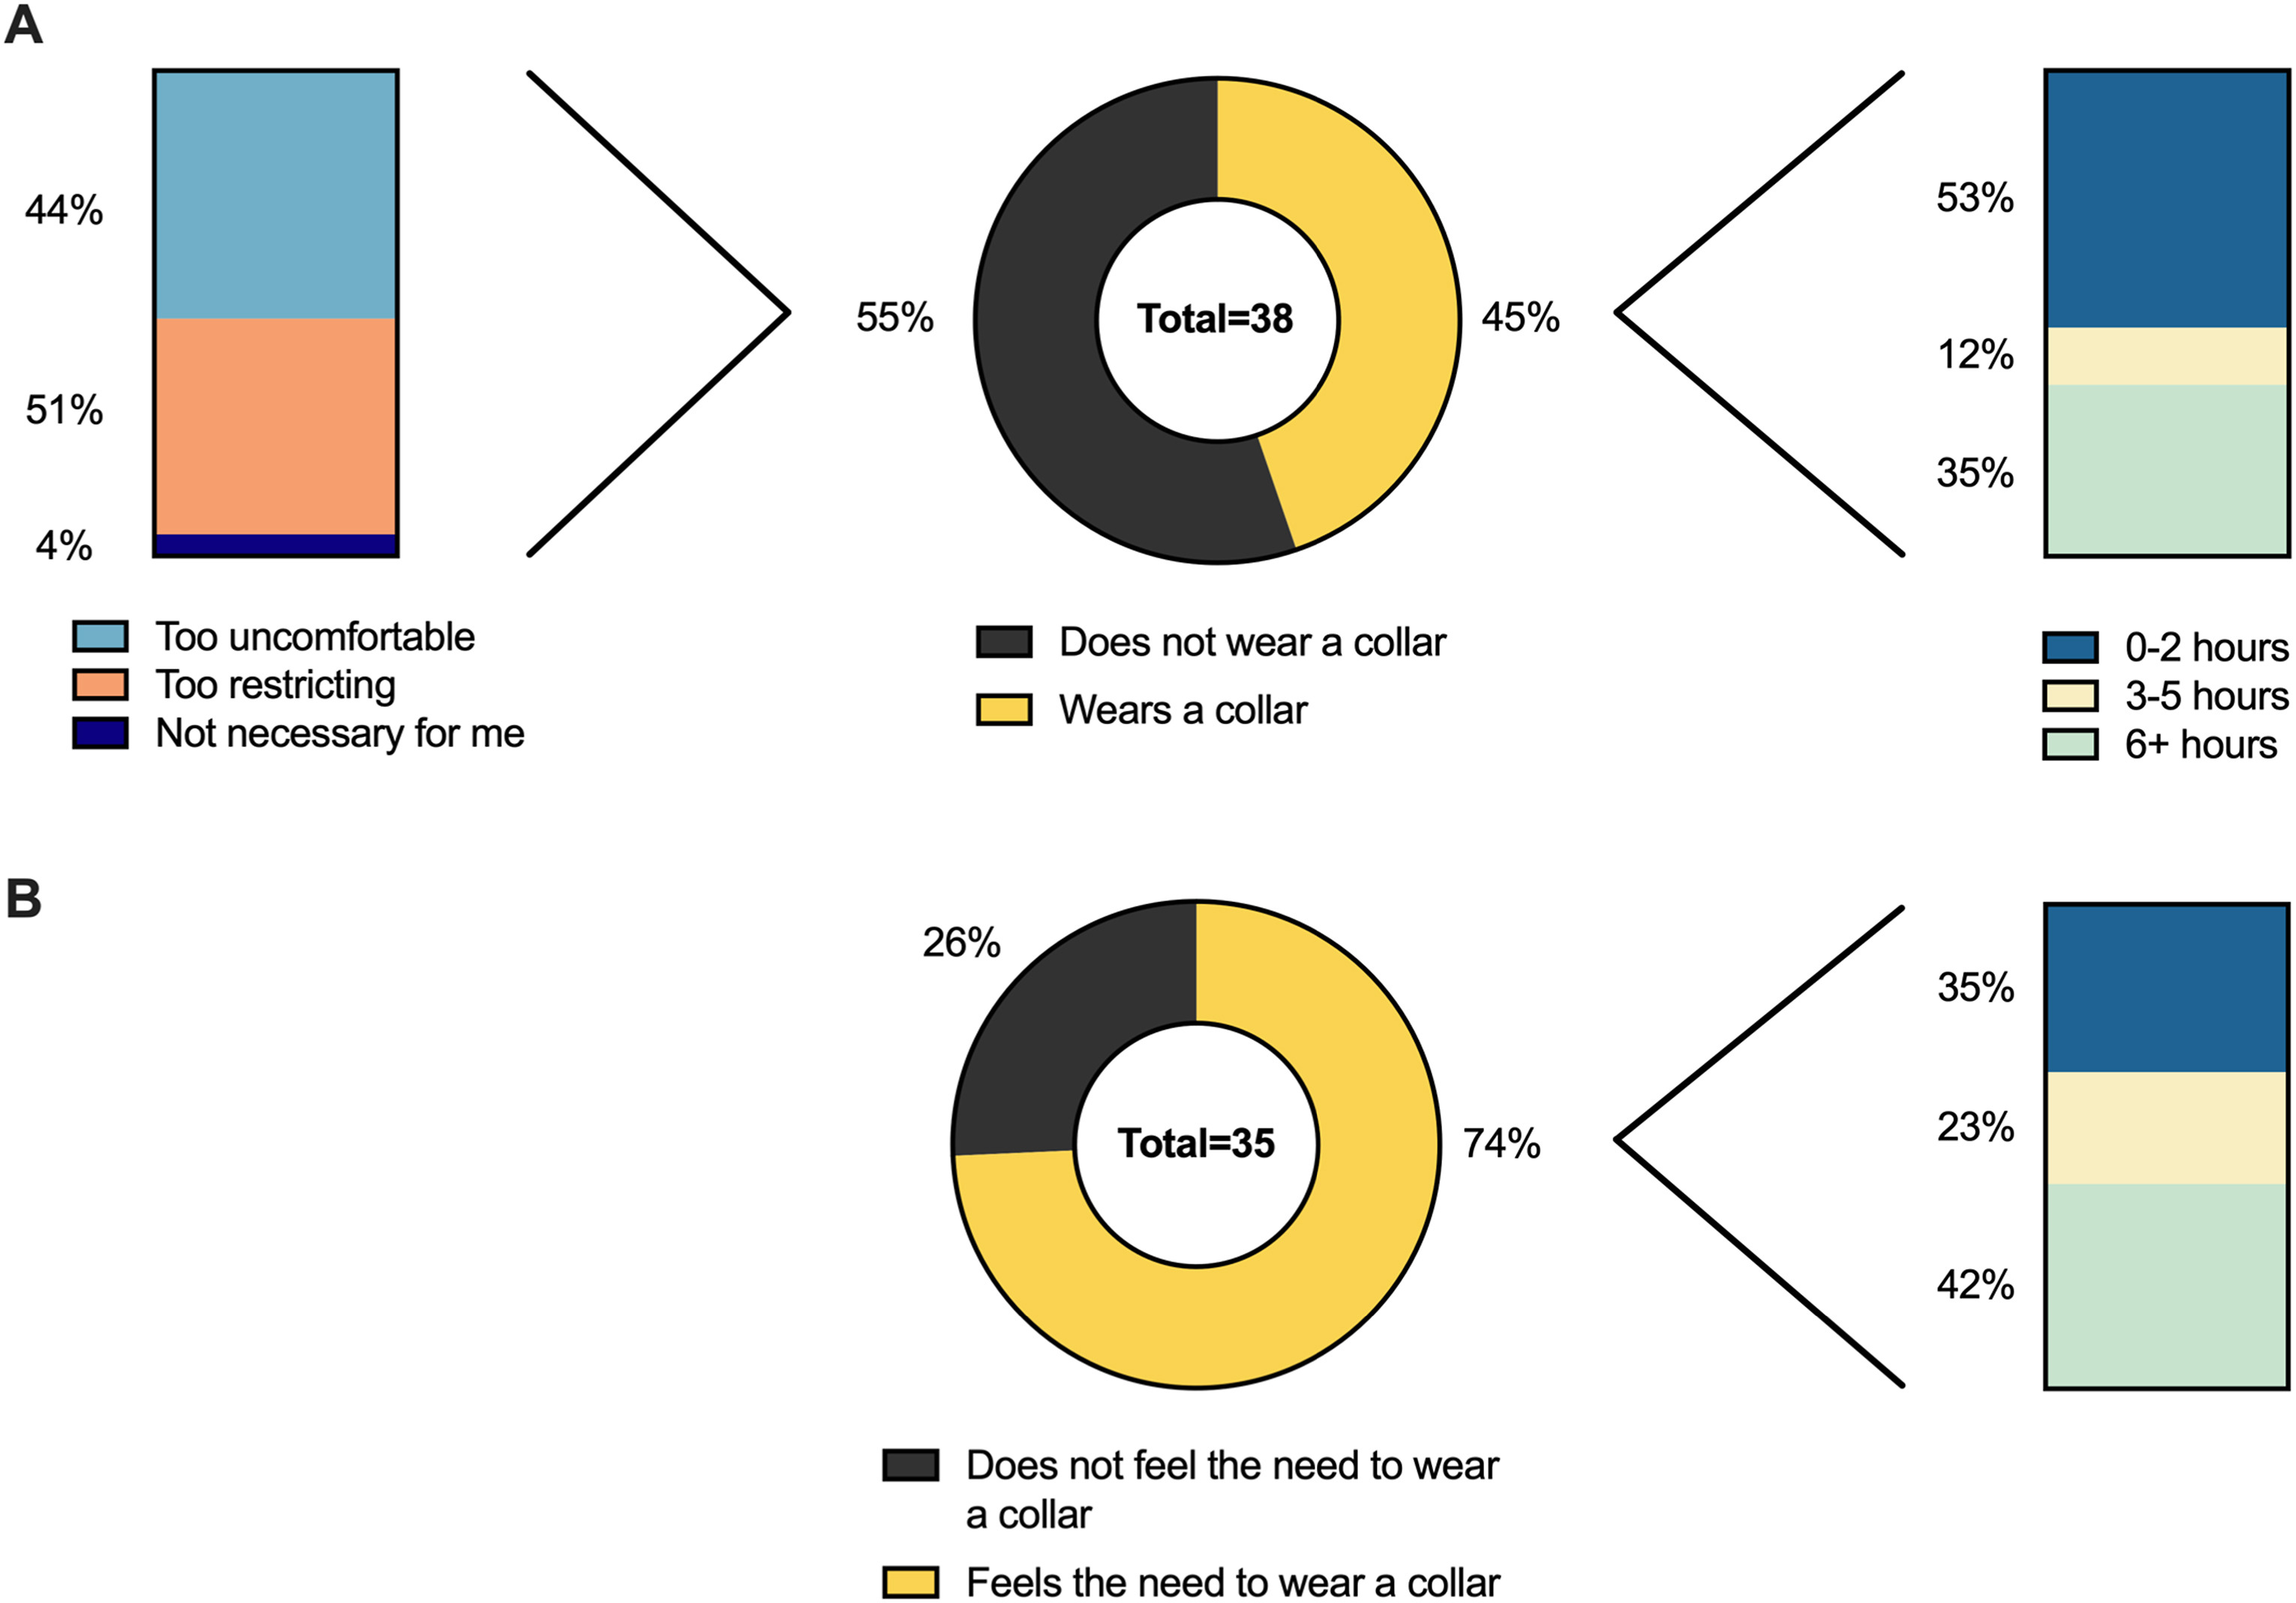 A
44%
51%
4%
Too uncomfortable
Too restricting
Not necessary for me
55%
Total=38
45%
Does not wear a collar
Wears a collar
53%
12%
35%
0-2 hours
3-5 hours
6+ hours
B
26%
Total=35
74%
Does not feel the need to wear
a collar
Feels the need to wear a collar
35%
23%
42%